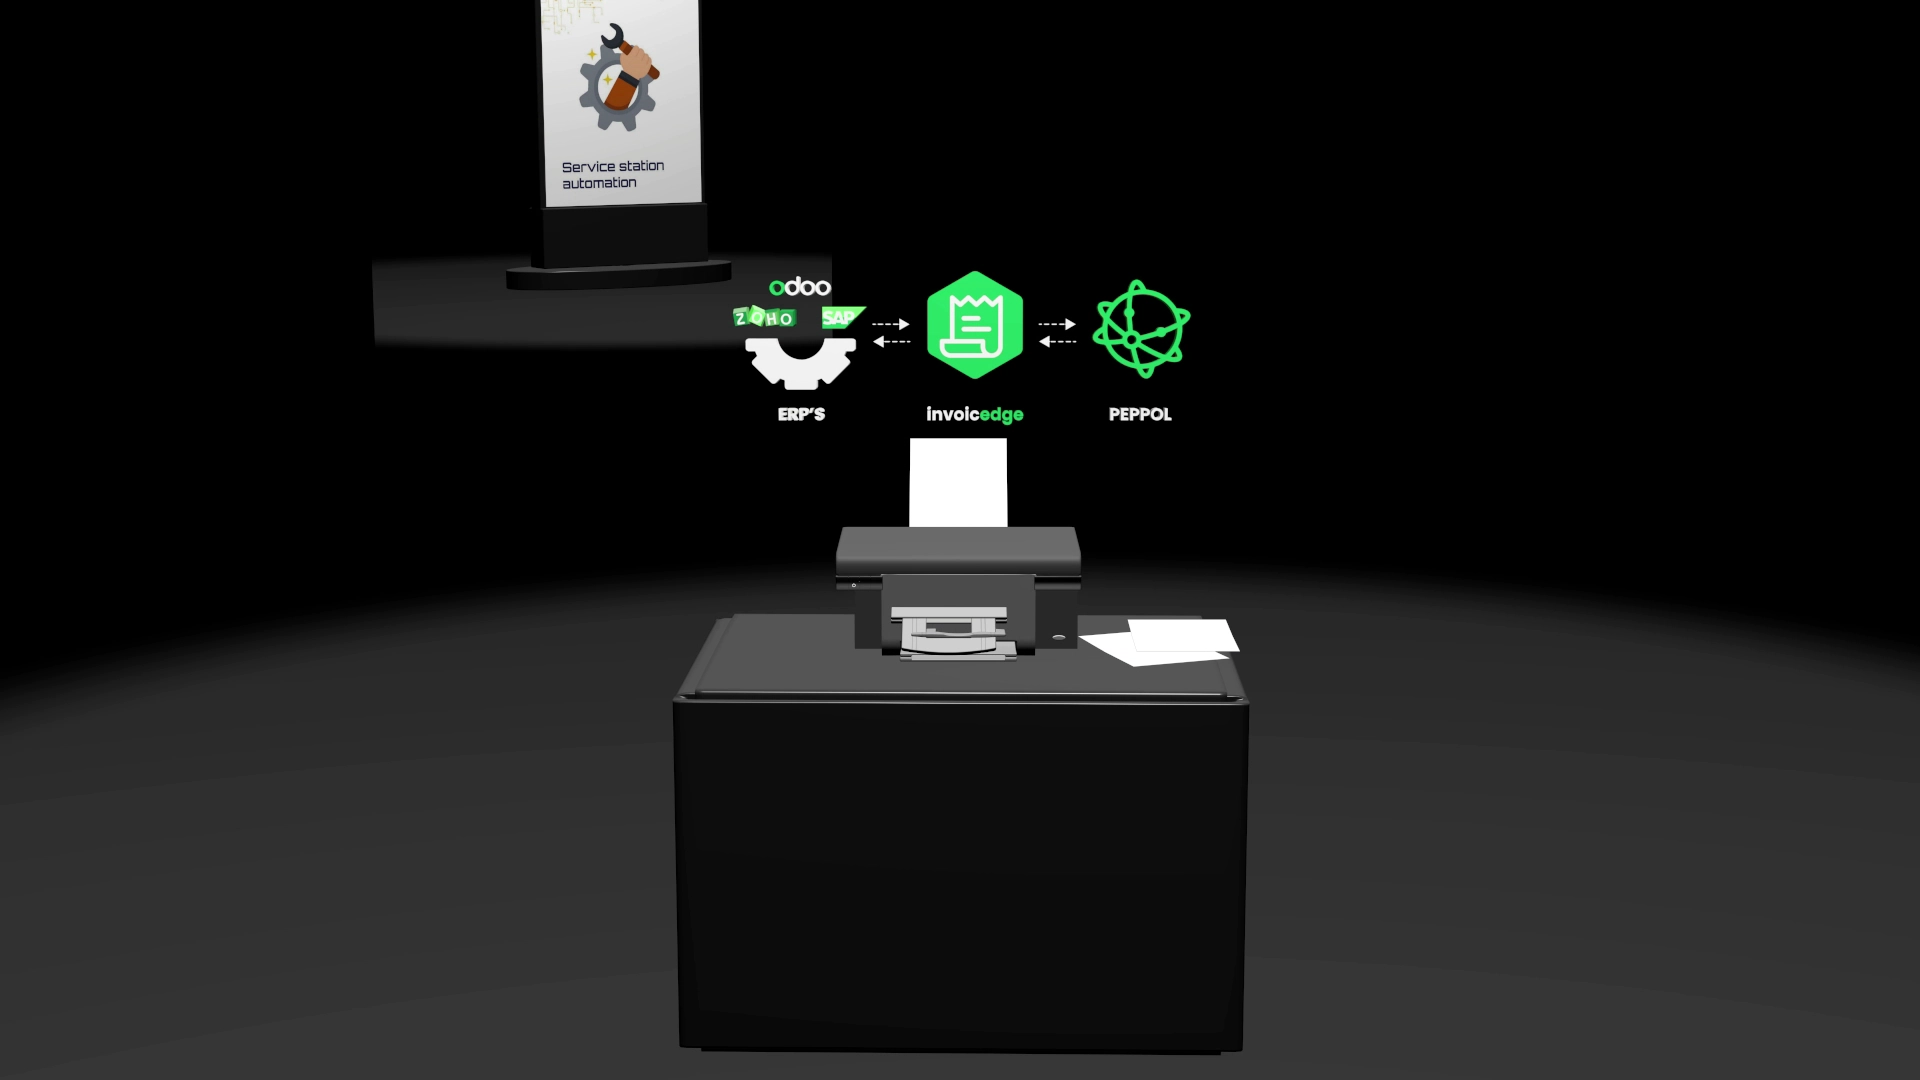 Service station
automation
odoo
ZOHO SAP
ERP'S
invoicedge
PEPPOL